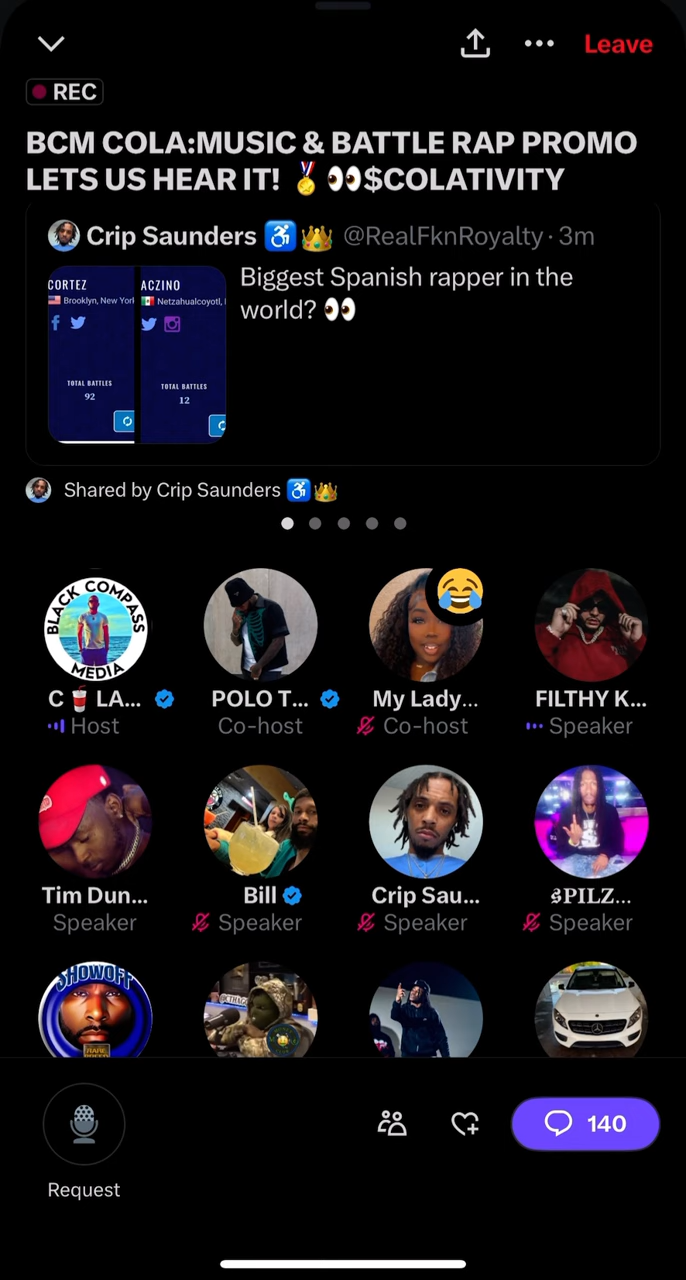 Leave
REC
BCM COLA:MUSIC & BATTLE RAP PROMO
LETS US HEAR IT! 🏅 👀$COLATIVITY
Crip Saunders ♿👑 @RealFknRoyalty · 3m
Biggest Spanish rapper in the
world? 👀
CORTEZ
Brooklyn, New York
TOTAL BATTLES
92
ACZINO
Netzahualcoyotl,
TOTAL BATTLES
12
Shared by Crip Saunders ♿👑
BLACK COMPASS
MEDIA
C🥤LA...
Host
POLO T...
Co-host
My Lady...
Co-host
FILTHY K...
Speaker
Tim Dun...
Speaker
Bill
Speaker
Crip Sau...
Speaker
𝕾PILZ...
Speaker
SHOWOFF
RARE
Request
140